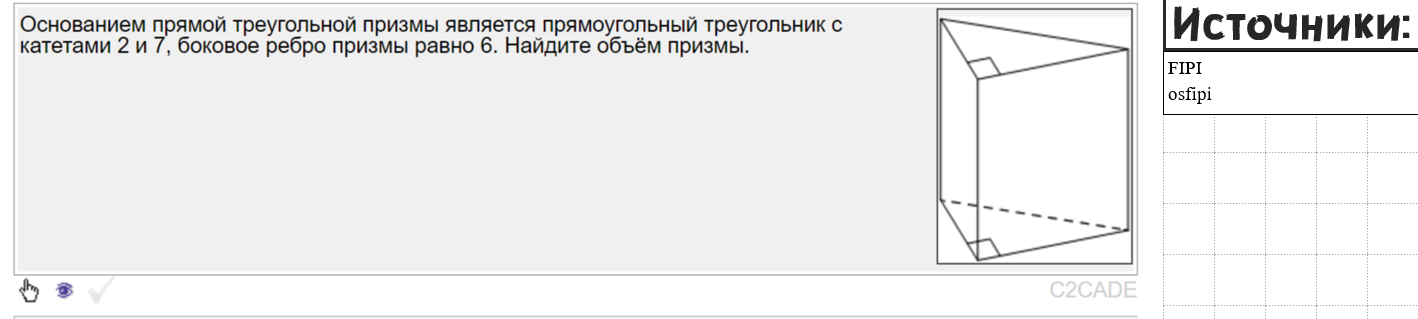 Основанием прямой треугольной призмы является прямоугольный треугольник с
катетами 2 и 7, боковое ребро призмы равно 6. Найдите объём призмы.
C2CADE
Источники:
FIPI
osfipi